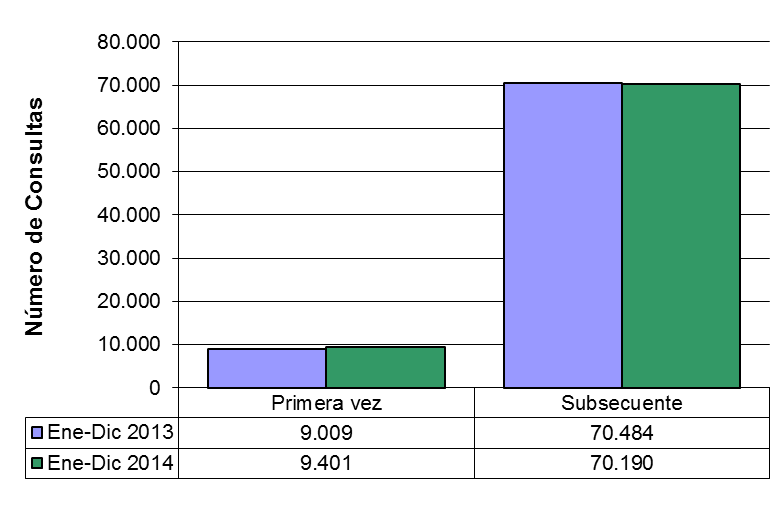 Número de Consultas
80.000
70.000
60.000
50.000
40.000
30.000
20.000
10.000
0
Primera vez Subsecuente
Ene-Dic 2013 9.009 70.484
Ene-Dic 2014 9.401 70.190